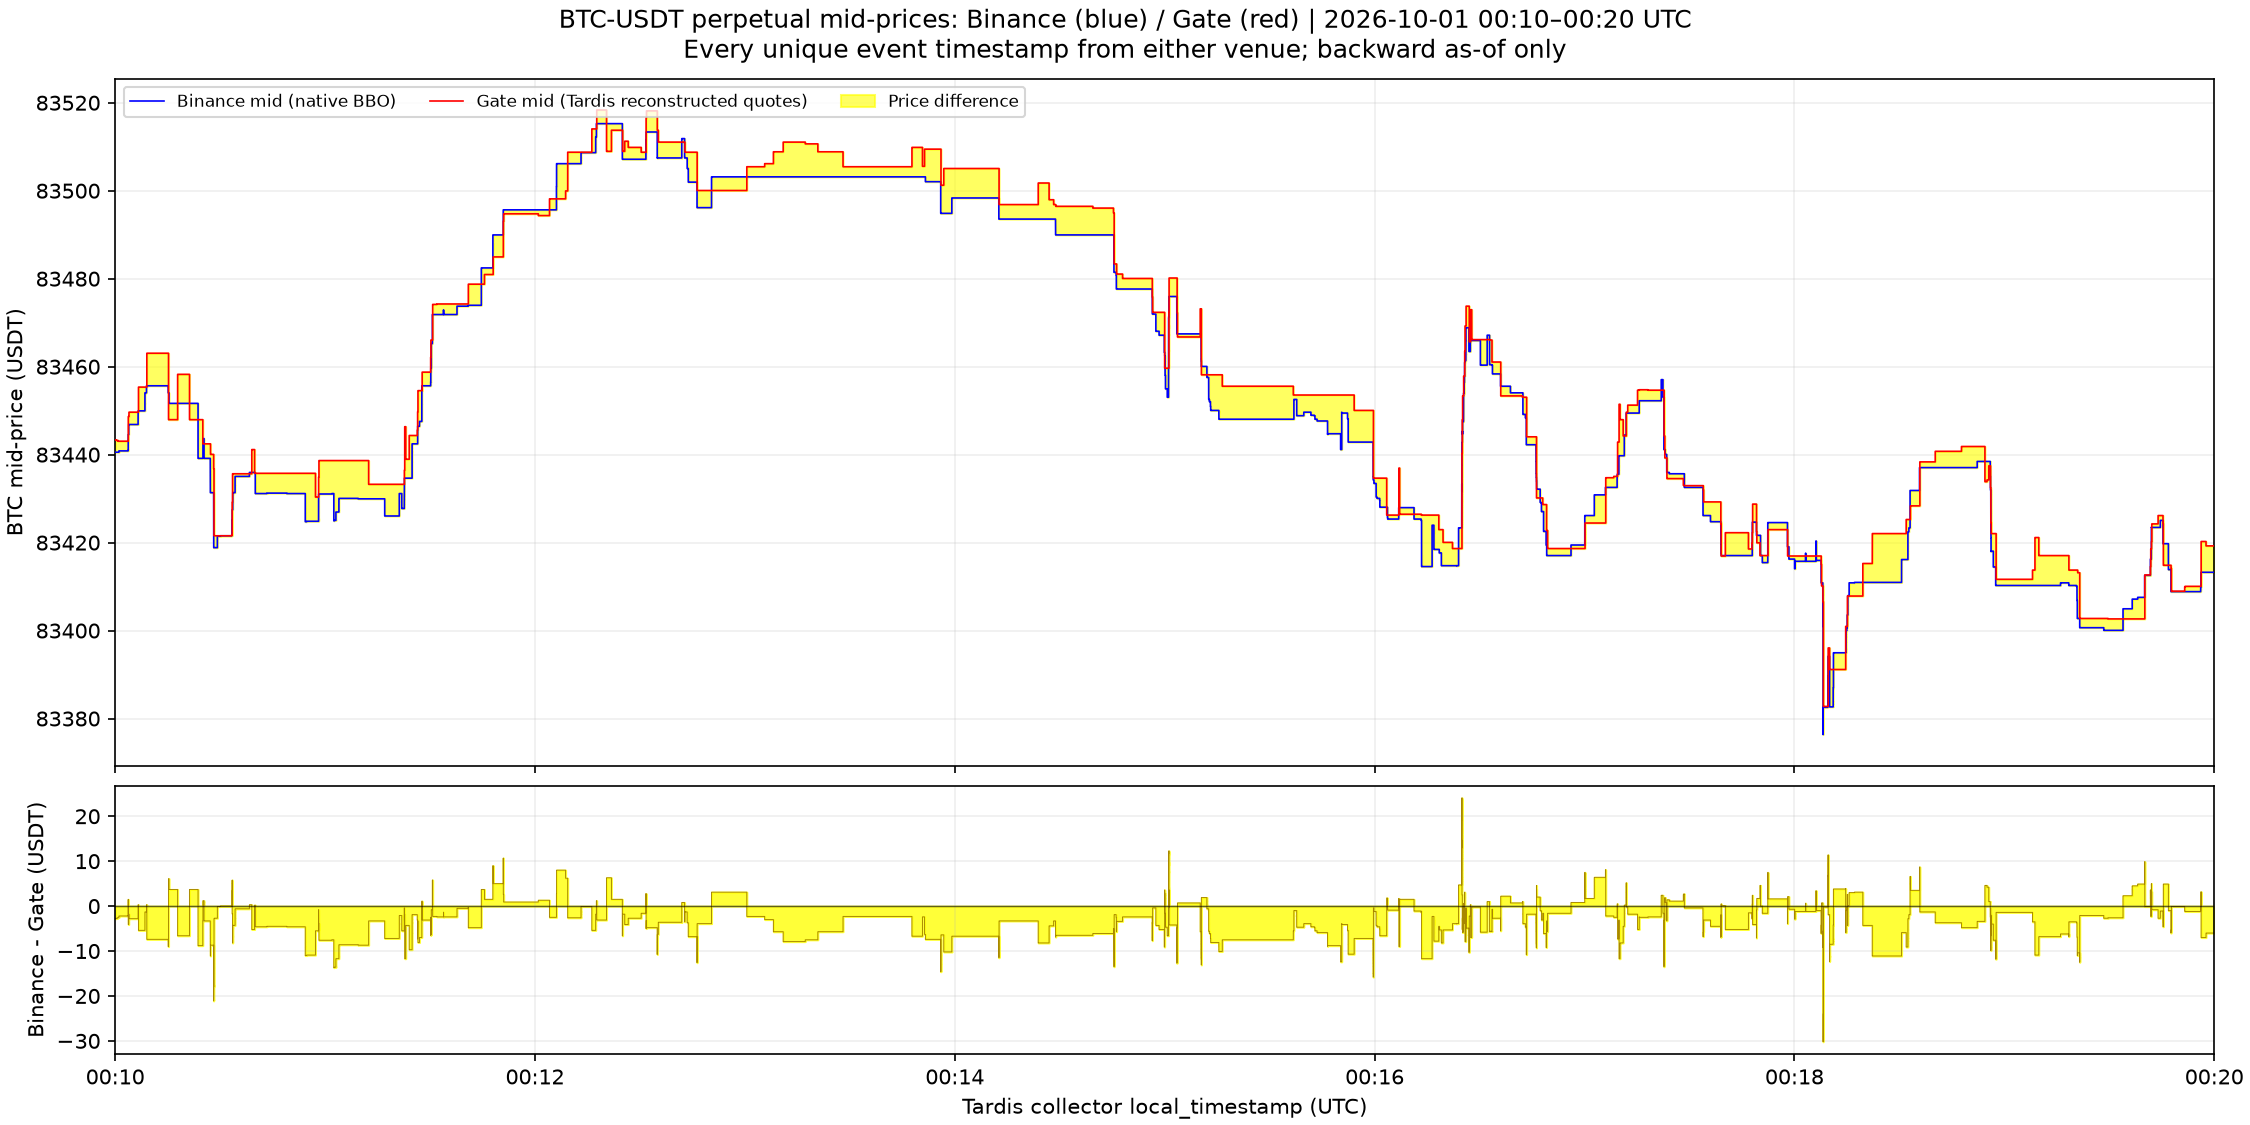 BTC-USDT perpetual mid-prices: Binance (blue) / Gate (red) | 2026-10-01 00:10–00:20 UTC
Every unique event timestamp from either venue; backward as-of only
Binance mid (native BBO)
Gate mid (Tardis reconstructed quotes)
Price difference
BTC mid-price (USDT)
83520
83500
83480
83460
83440
83420
83400
83380
Binance - Gate (USDT)
20
10
0
−10
−20
−30
00:10
00:12
00:14
00:16
00:18
00:20
Tardis collector local_timestamp (UTC)